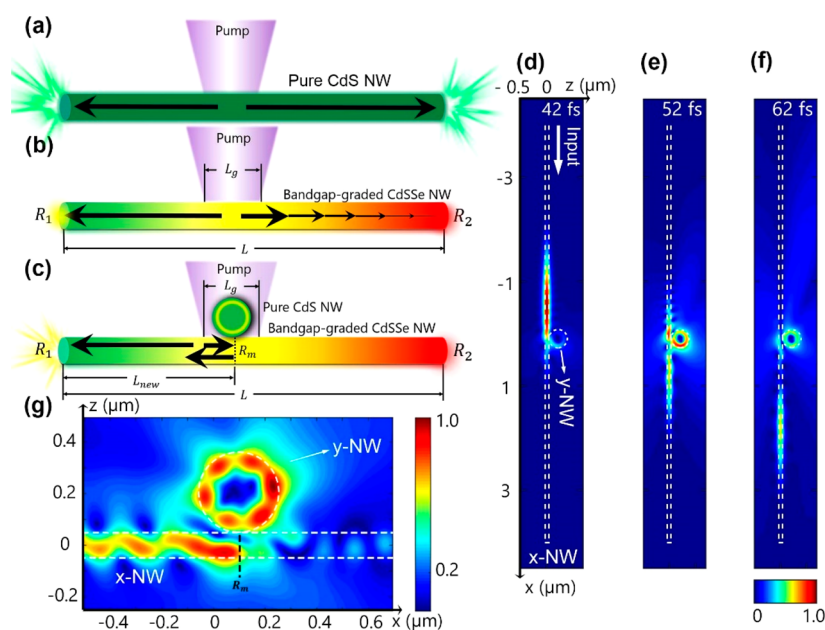 (a)
Pump
Pure CdS NW
(b)
Pump
L_g
Bandgap-graded CdSSe NW
R_1
R_2
L
(c)
Pump
L_g
Pure CdS NW
Bandgap-graded CdSSe NW
R_1
R_m
R_2
L_new
L
(d)
- 0.5 0 z (μm)
42 fs
Input
-3
-1
1
3
y-NW
x-NW
x (μm)
(e)
52 fs
(f)
62 fs
0 1.0
(g)
z (μm)
0.4
0.2
0
-0.2
y-NW
x-NW
R_m
-0.4 -0.2 0 0.2 0.4 0.6
x (μm)
1.0
0.2
0